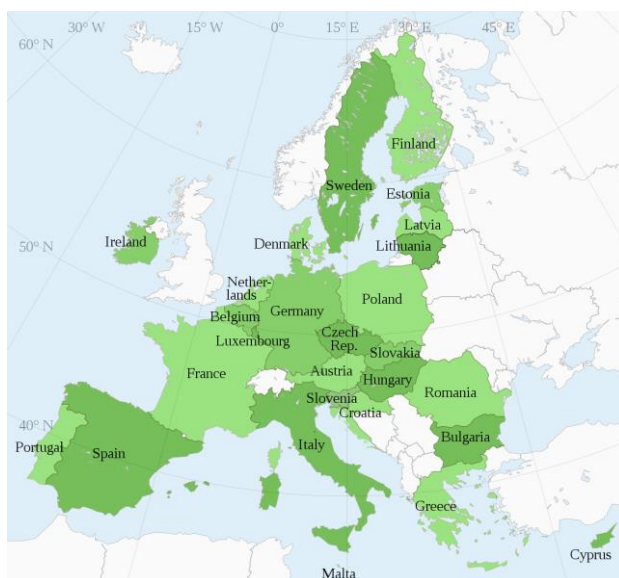 30° W
15° W
0°
15° E
30° E
45° E
60° N
Finland
Sweden
Estonia
Latvia
Lithuania
Ireland
Denmark
50° N
Nether-
lands
Belgium
Germany
Poland
Luxembourg
Czech
Rep.
Slovakia
France
Austria
Hungary
Romania
Slovenia
Croatia
40° N
Portugal
Spain
Italy
Bulgaria
Greece
Cyprus
Malta